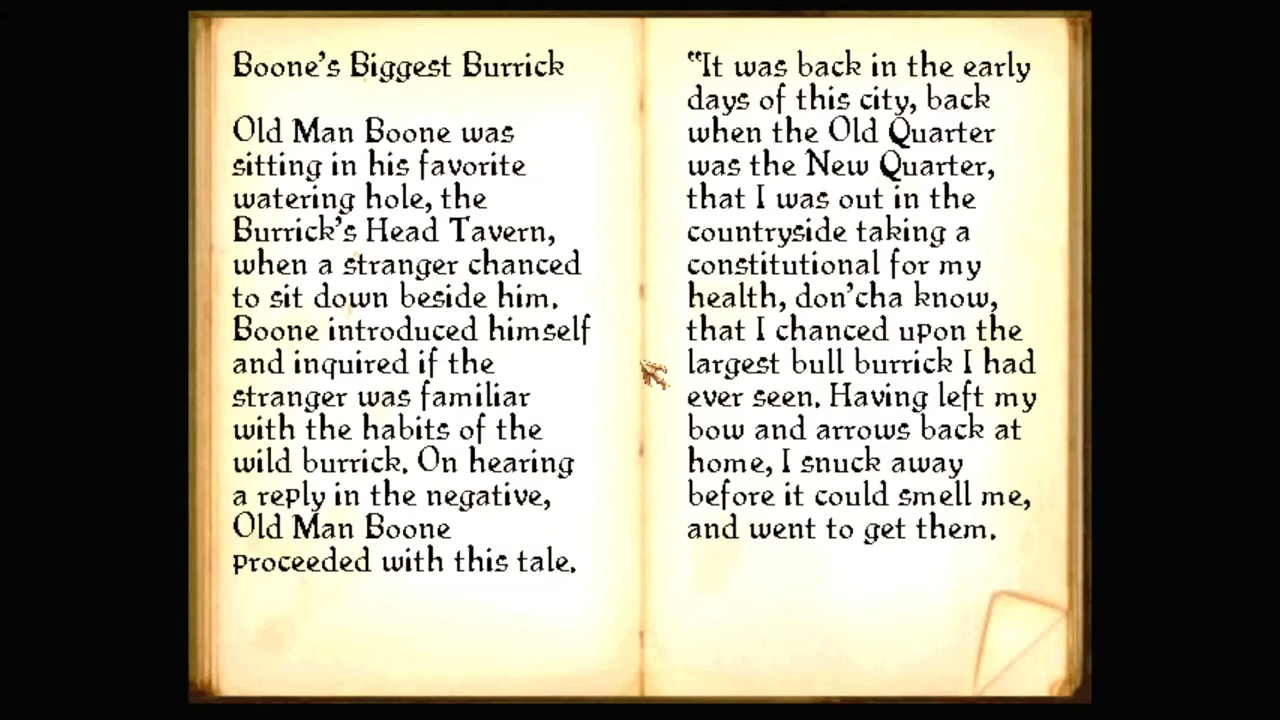 Boone's Biggest Burrick
Old Man Boone was
sitting in his favorite
watering hole, the
Burrick's Head Tavern,
when a stranger chanced
to sit down beside him.
Boone introduced himself
and inquired if the
stranger was familiar
with the habits of the
wild burrick. On hearing
a reply in the negative,
Old Man Boone
proceeded with this tale.
"It was back in the early
days of this city, back
when the Old Quarter
was the New Quarter,
that I was out in the
countryside taking a
constitutional for my
health, don'cha know,
that I chanced upon the
largest bull burrick I had
ever seen. Having left my
bow and arrows back at
home, I snuck away
before it could smell me,
and went to get them.